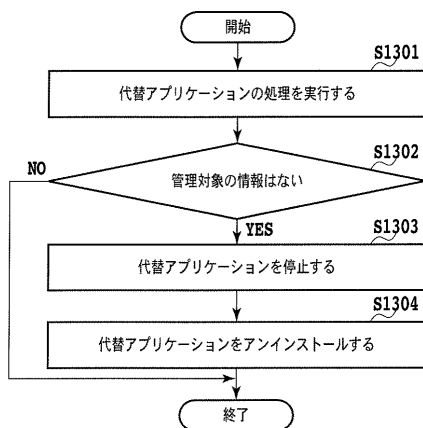 開始
S1301
代替アプリケーションの処理を実行する
S1302
管理対象の情報はない
NO
YES
S1303
代替アプリケーションを停止する
S1304
代替アプリケーションをアンインストールする
終了